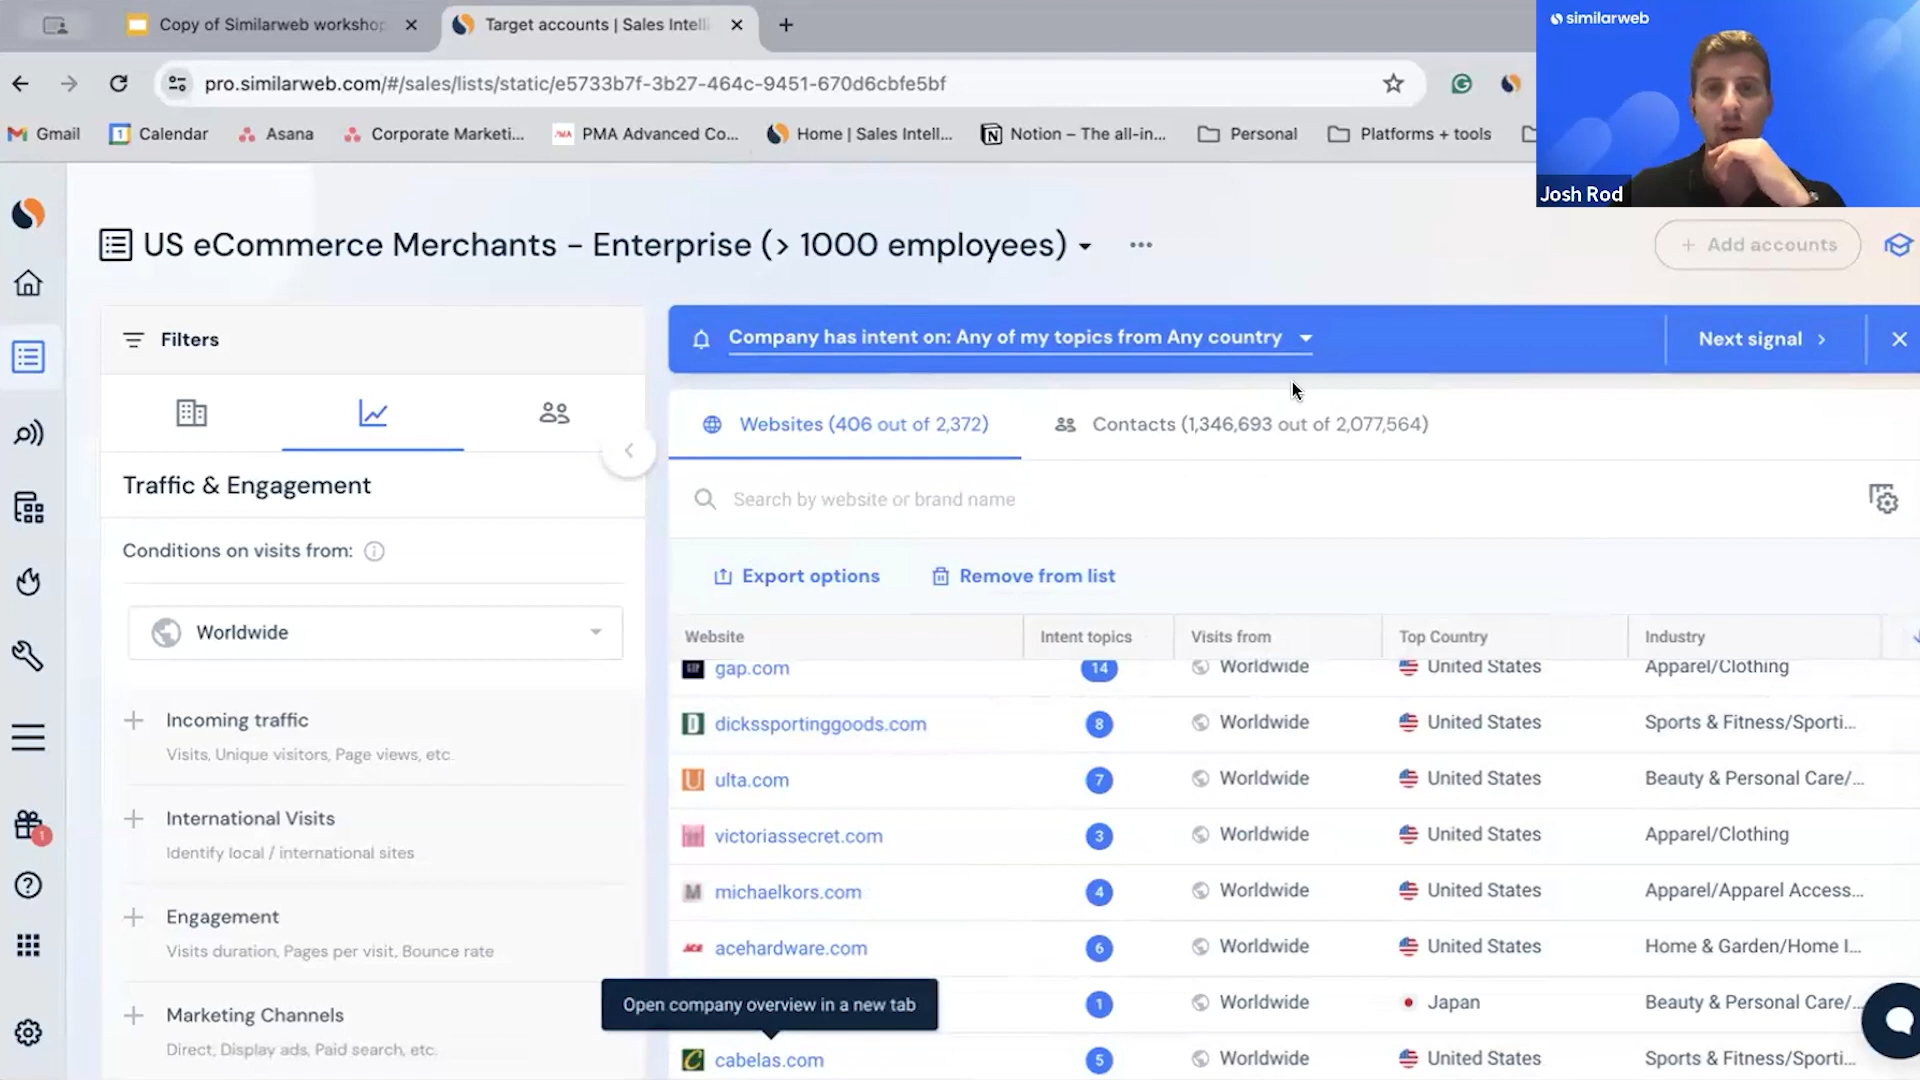 Copy of Similarweb workshop
Target accounts | Sales Intelli
pro.similarweb.com/#/sales/lists/static/e5733b7f-3b27-464c-9451-670d6cbfe5bf
Gmail
Calendar
Asana
Corporate Marketi...
PMA Advanced Co...
Home | Sales Intell...
Notion – The all-in...
Personal
Platforms + tools
similarweb
Josh Rod
US eCommerce Merchants - Enterprise (> 1000 employees)
+ Add accounts
Filters
Traffic & Engagement
Conditions on visits from:
Worldwide
Incoming traffic
Visits, Unique visitors, Page views, etc.
International Visits
Identify local / international sites
Engagement
Visits duration, Pages per visit, Bounce rate
Marketing Channels
Direct, Display ads, Paid search, etc.
1
Company has intent on: Any of my topics from Any country
Next signal
Websites (406 out of 2,372)
Contacts (1,346,693 out of 2,077,564)
Search by website or brand name
Export options
Remove from list
Website Intent topics Visits from Top Country Industry
gap.com 14 Worldwide United States Apparel/Clothing
dickssportinggoods.com 8 Worldwide United States Sports & Fitness/Sporti...
ulta.com 7 Worldwide United States Beauty & Personal Care/...
victoriassecret.com 3 Worldwide United States Apparel/Clothing
michaelkors.com 4 Worldwide United States Apparel/Apparel Access...
acehardware.com 6 Worldwide United States Home & Garden/Home I...
Open company overview in a new tab
1 Worldwide Japan Beauty & Personal Care/...
cabelas.com 5 Worldwide United States Sports & Fitness/Sporti...